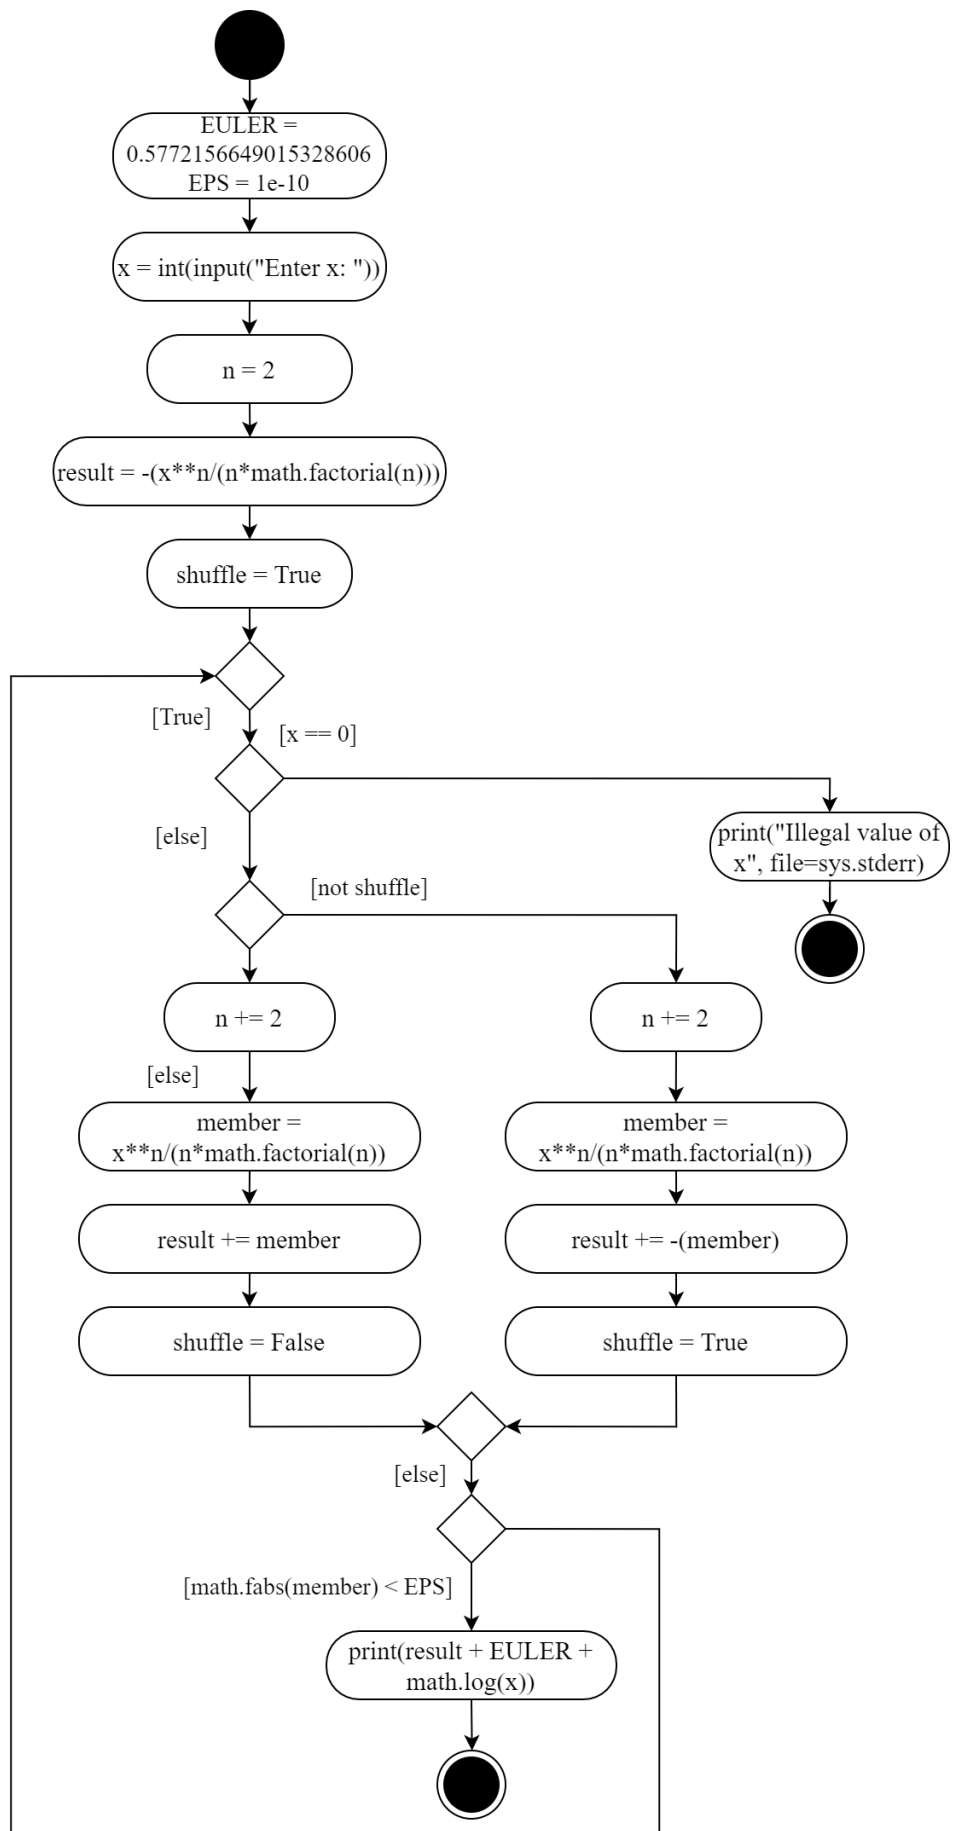 EULER =
0.5772156649015328606
EPS = 1e-10
x = int(input("Enter x: "))
n = 2
result = -(x**n/(n*math.factorial(n)))
shuffle = True
[True]
[x == 0]
[else]
print("Illegal value of
x", file=sys.stderr)
[not shuffle]
n += 2
n += 2
[else]
member =
x**n/(n*math.factorial(n))
member =
x**n/(n*math.factorial(n))
result += member
result += -(member)
shuffle = False
shuffle = True
[else]
[math.fabs(member) < EPS]
print(result + EULER +
math.log(x))